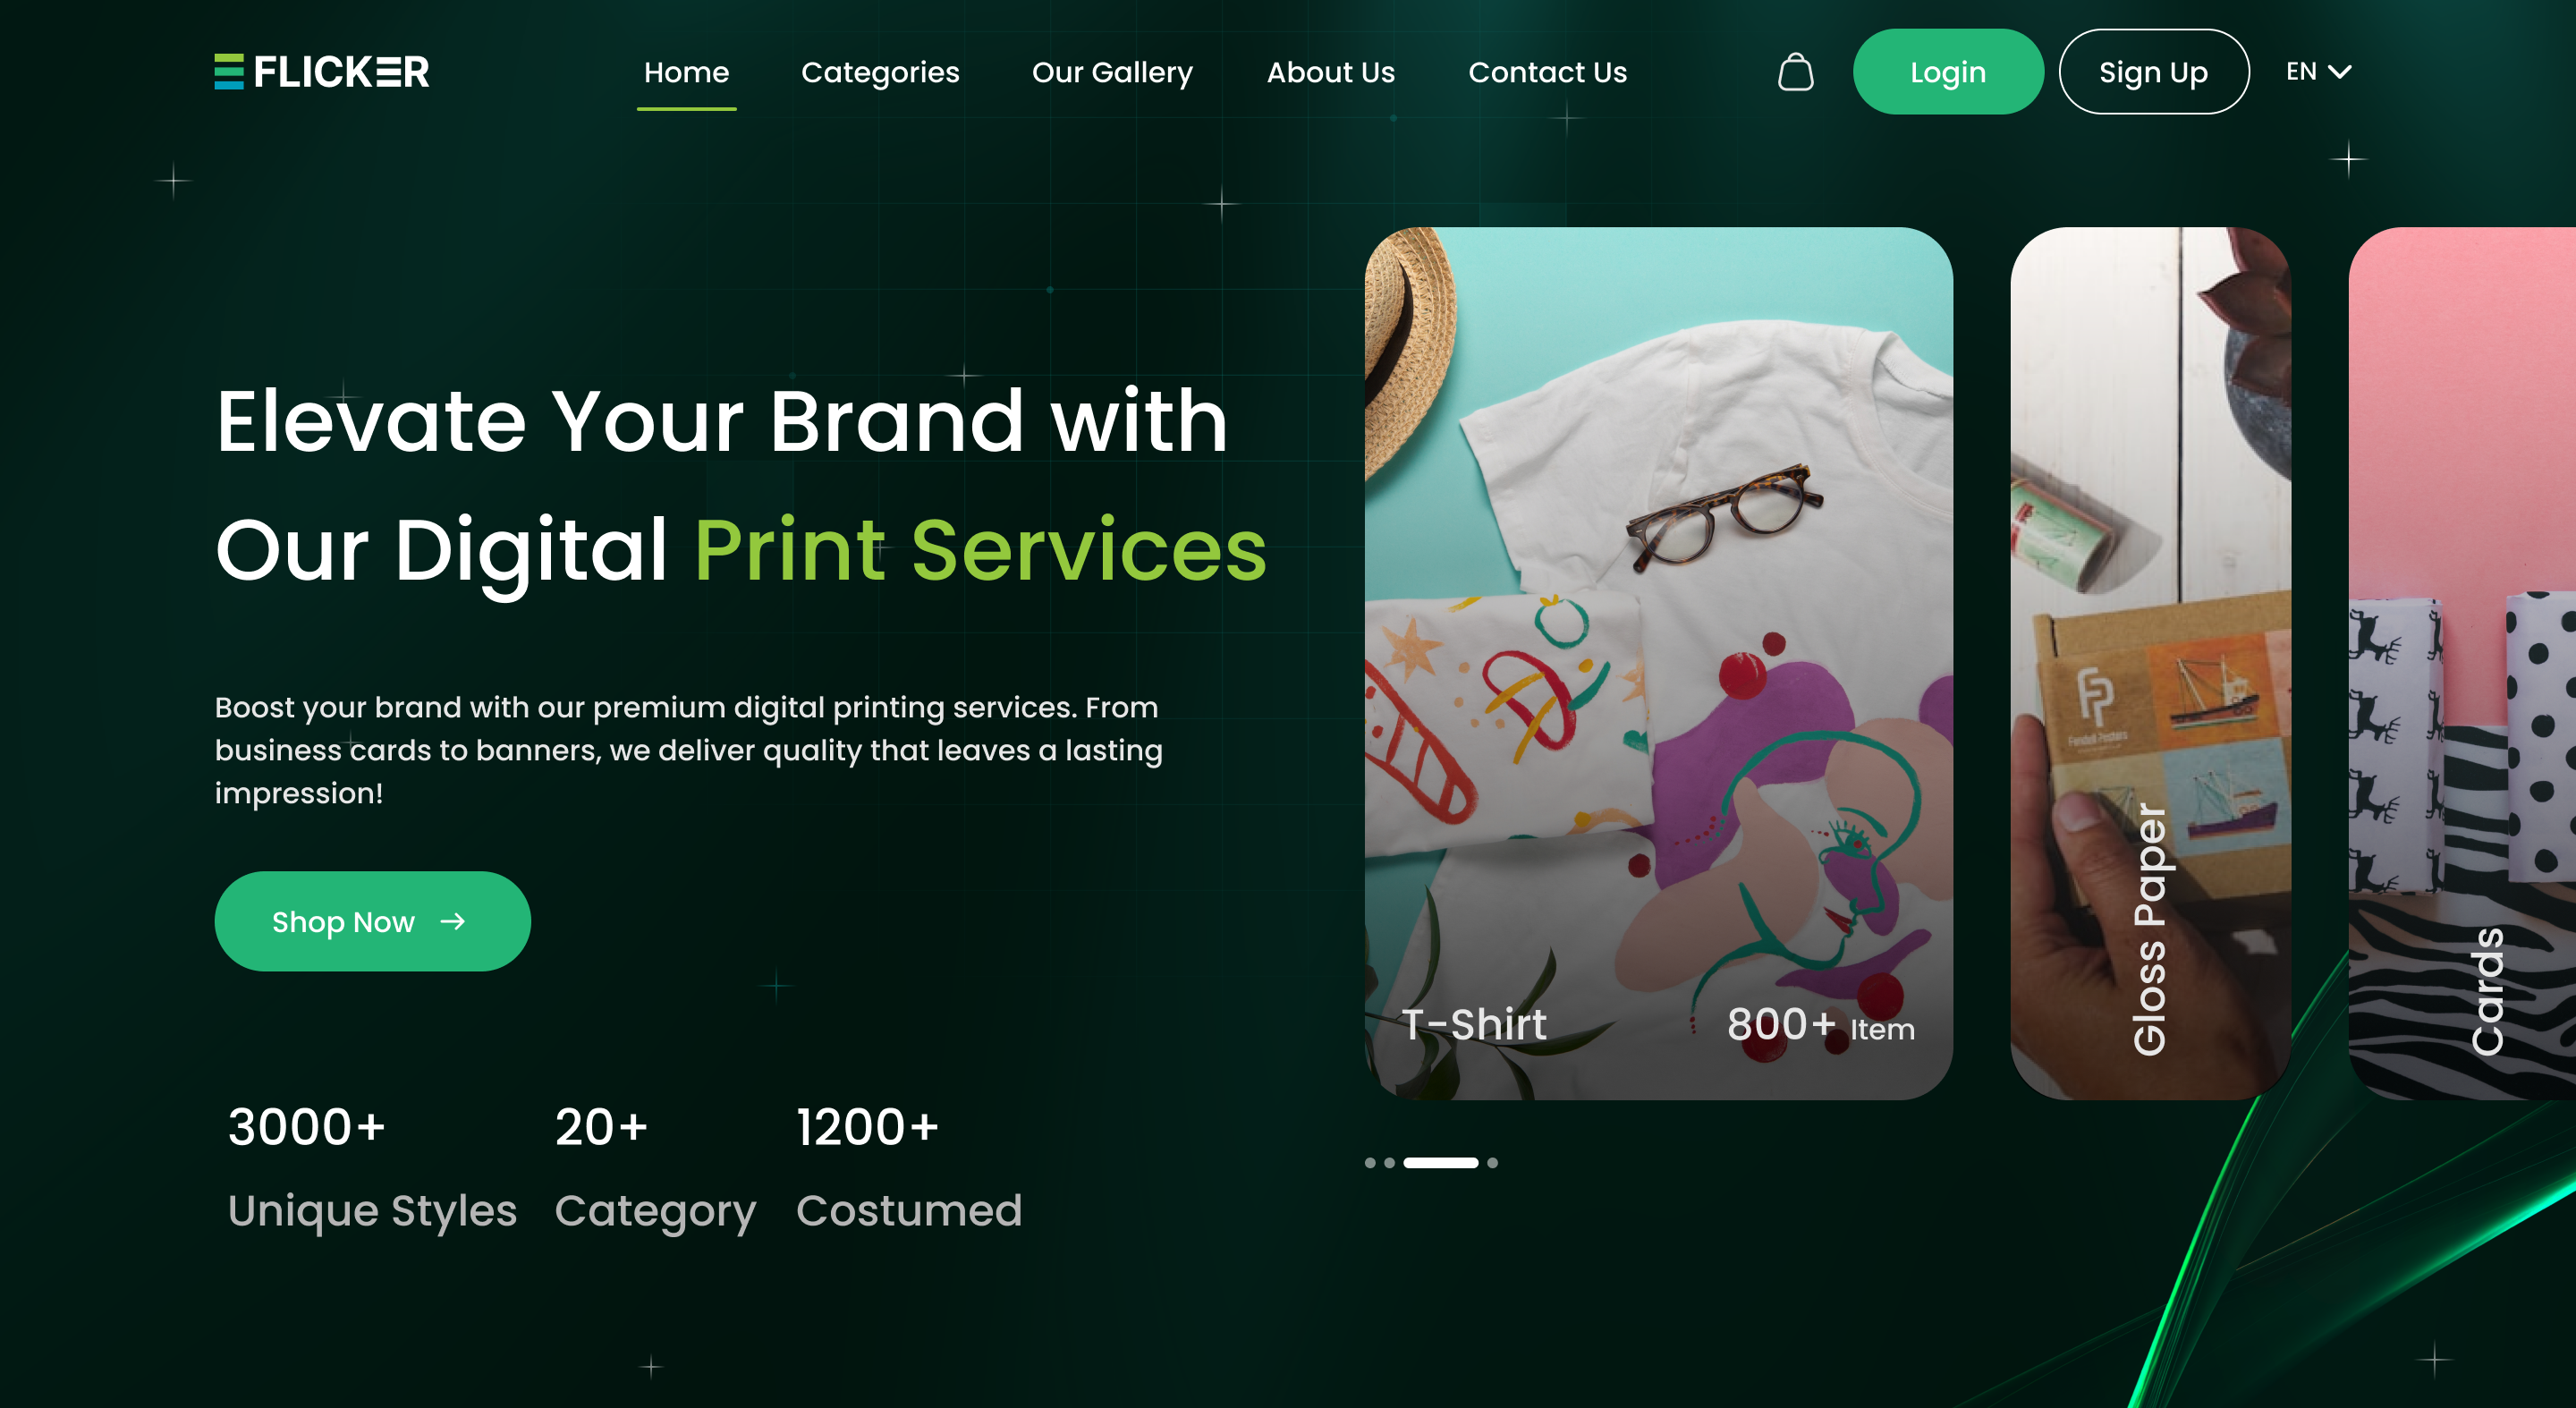 FLICKER
Home
Categories
Our Gallery
About Us
Contact Us
Login
Sign Up
EN
Elevate Your Brand with
Our Digital Print Services
Boost your brand with our premium digital printing services. From
business cards to banners, we deliver quality that leaves a lasting
impression!
Shop Now
3000+
Unique Styles
20+
Category
1200+
Costumed
T-Shirt
800+ Item
FP
Gloss Paper
Cards